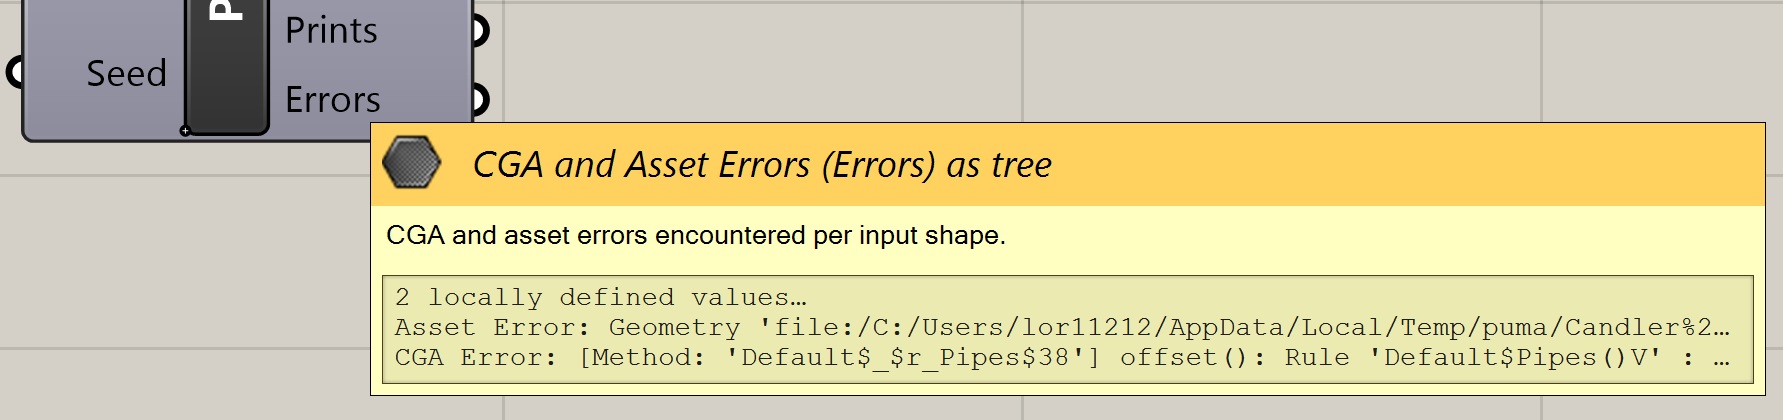 P
Prints
Seed
Errors
CGA and Asset Errors (Errors) as tree
CGA and asset errors encountered per input shape.
2 locally defined values…
Asset Error: Geometry 'file:/C:/Users/lor11212/AppData/Local/Temp/puma/Candler%2…
CGA Error: [Method: 'Default$_$r_Pipes$38'] offset(): Rule 'Default$Pipes()V' : …